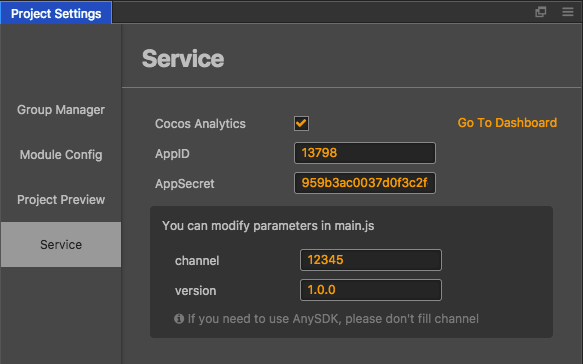 Project Settings
Service
Group Manager
Module Config
Project Preview
Service
Cocos Analytics
Go To Dashboard
AppID
13798
AppSecret
959b3ac0037d0f3c2f
You can modify parameters in main.js
channel
12345
version
1.0.0
If you need to use AnySDK, please don't fill channel